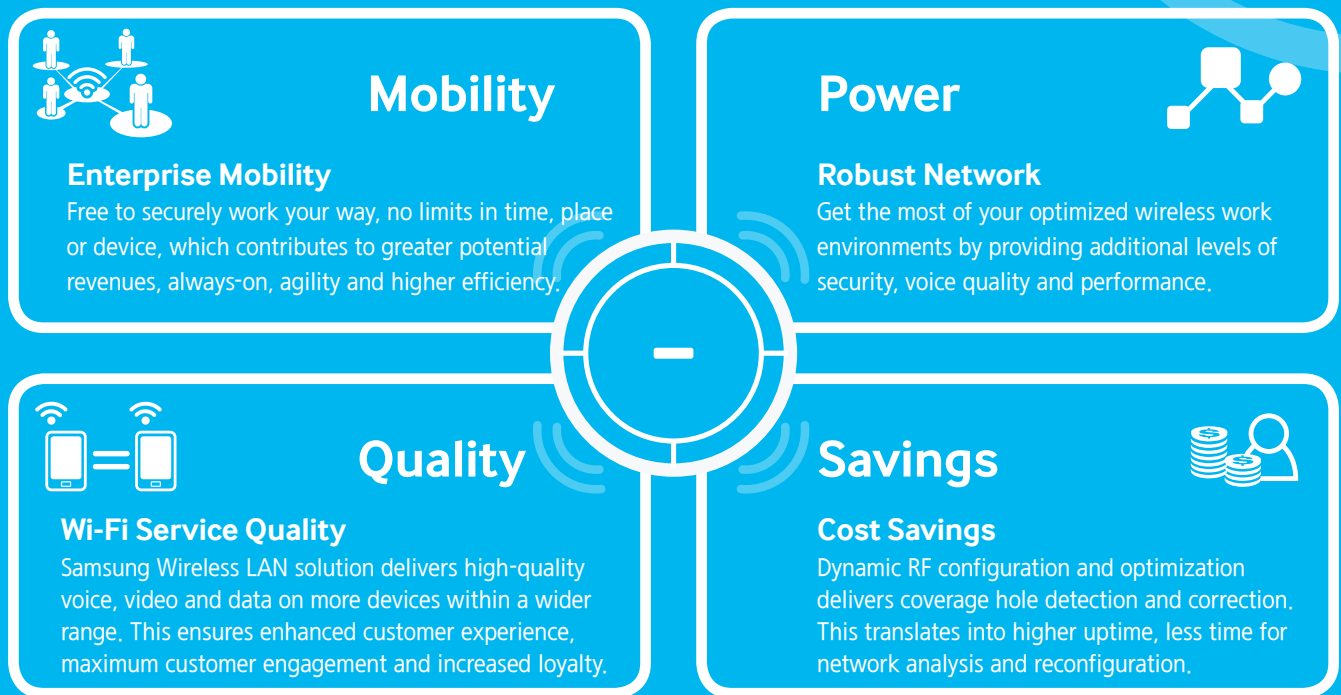 Mobility
Enterprise Mobility
Free to securely work your way, no limits in time, place
or device, which contributes to greater potential
revenues, always-on, agility and higher efficiency.
Power
Robust Network
Get the most of your optimized wireless work
environments by providing additional levels of
security, voice quality and performance.
-
Quality
Wi-Fi Service Quality
Samsung Wireless LAN solution delivers high-quality
voice, video and data on more devices within a wider
range. This ensures enhanced customer experience,
maximum customer engagement and increased loyalty.
Savings
$
$
Cost Savings
Dynamic RF configuration and optimization
delivers coverage hole detection and correction.
This translates into higher uptime, less time for
network analysis and reconfiguration.